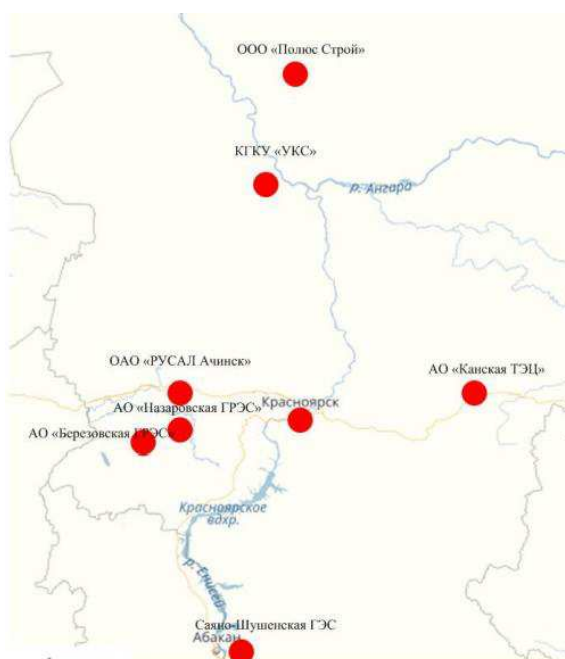 ООО «Полюс Строй»
КГКУ «УКС»
р. Ангара
ОАО «РУСАЛ Ачинск»
АО «Канская ТЭЦ»
Красноярск
АО «Назаровская ГРЭС»
АО «Березовская ГРЭС»
Красноярское
вдхр.
р. Енисей
Саяно-Шушенская ГЭС
Абакан